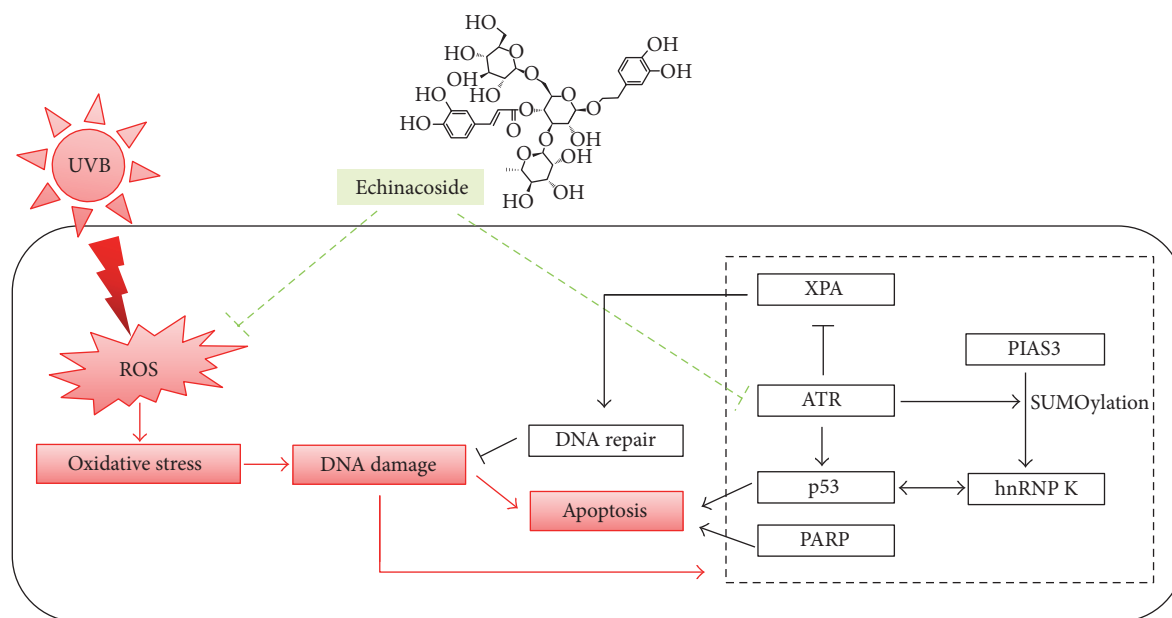 HO
OH
HO
O
HO
OH
HO
O
O
OH
O
O
HO
O
HO
O
OH
O
O
OH
OH
HO
OH
UVB
Echinacoside
XPA
ROS
PIAS3
ATR
SUMOylation
DNA repair
Oxidative stress
DNA damage
p53
hnRNP K
Apoptosis
PARP